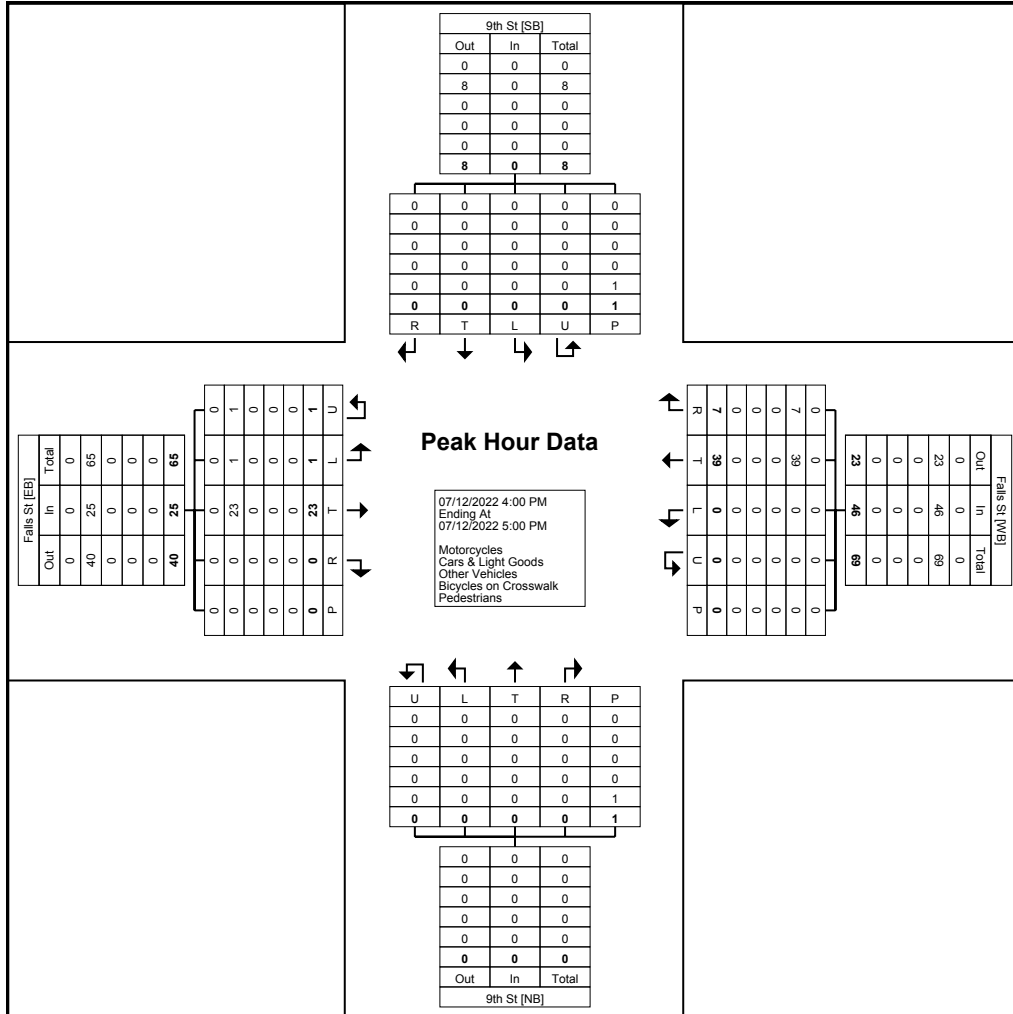 9th St [SB]
Out In Total
0 0 0
8 0 8
0 0 0
0 0 0
0 0 0
8 0 8
0 0 0 0 0
0 0 0 0 0
0 0 0 0 0
0 0 0 0 0
0 0 0 0 1
0 0 0 0 1
R T L U P
Falls St [EB]
Total 0 65 0 0 0 65
In 0 25 0 0 0 25
Out 0 40 0 0 0 40
0 1 0 0 0 1 U
0 1 0 0 0 1 L
0 23 0 0 0 23 T
0 0 0 0 0 0 R
0 0 0 0 0 0 P
Peak Hour Data
07/12/2022 4:00 PM
Ending At
07/12/2022 5:00 PM
Motorcycles
Cars & Light Goods
Other Vehicles
Bicycles on Crosswalk
Pedestrians
R 7 0 0 0 7 0
T 39 0 0 0 39 0
L 0 0 0 0 0 0
U 0 0 0 0 0 0
P 0 0 0 0 0 0
Falls St [WB]
Out 0 23 0 0 0 23
In 0 46 0 0 0 46
Total 0 69 0 0 0 69
U L T R P
0 0 0 0 0
0 0 0 0 0
0 0 0 0 0
0 0 0 0 0
0 0 0 0 1
0 0 0 0 1
0 0 0
0 0 0
0 0 0
0 0 0
0 0 0
0 0 0
Out In Total
9th St [NB]